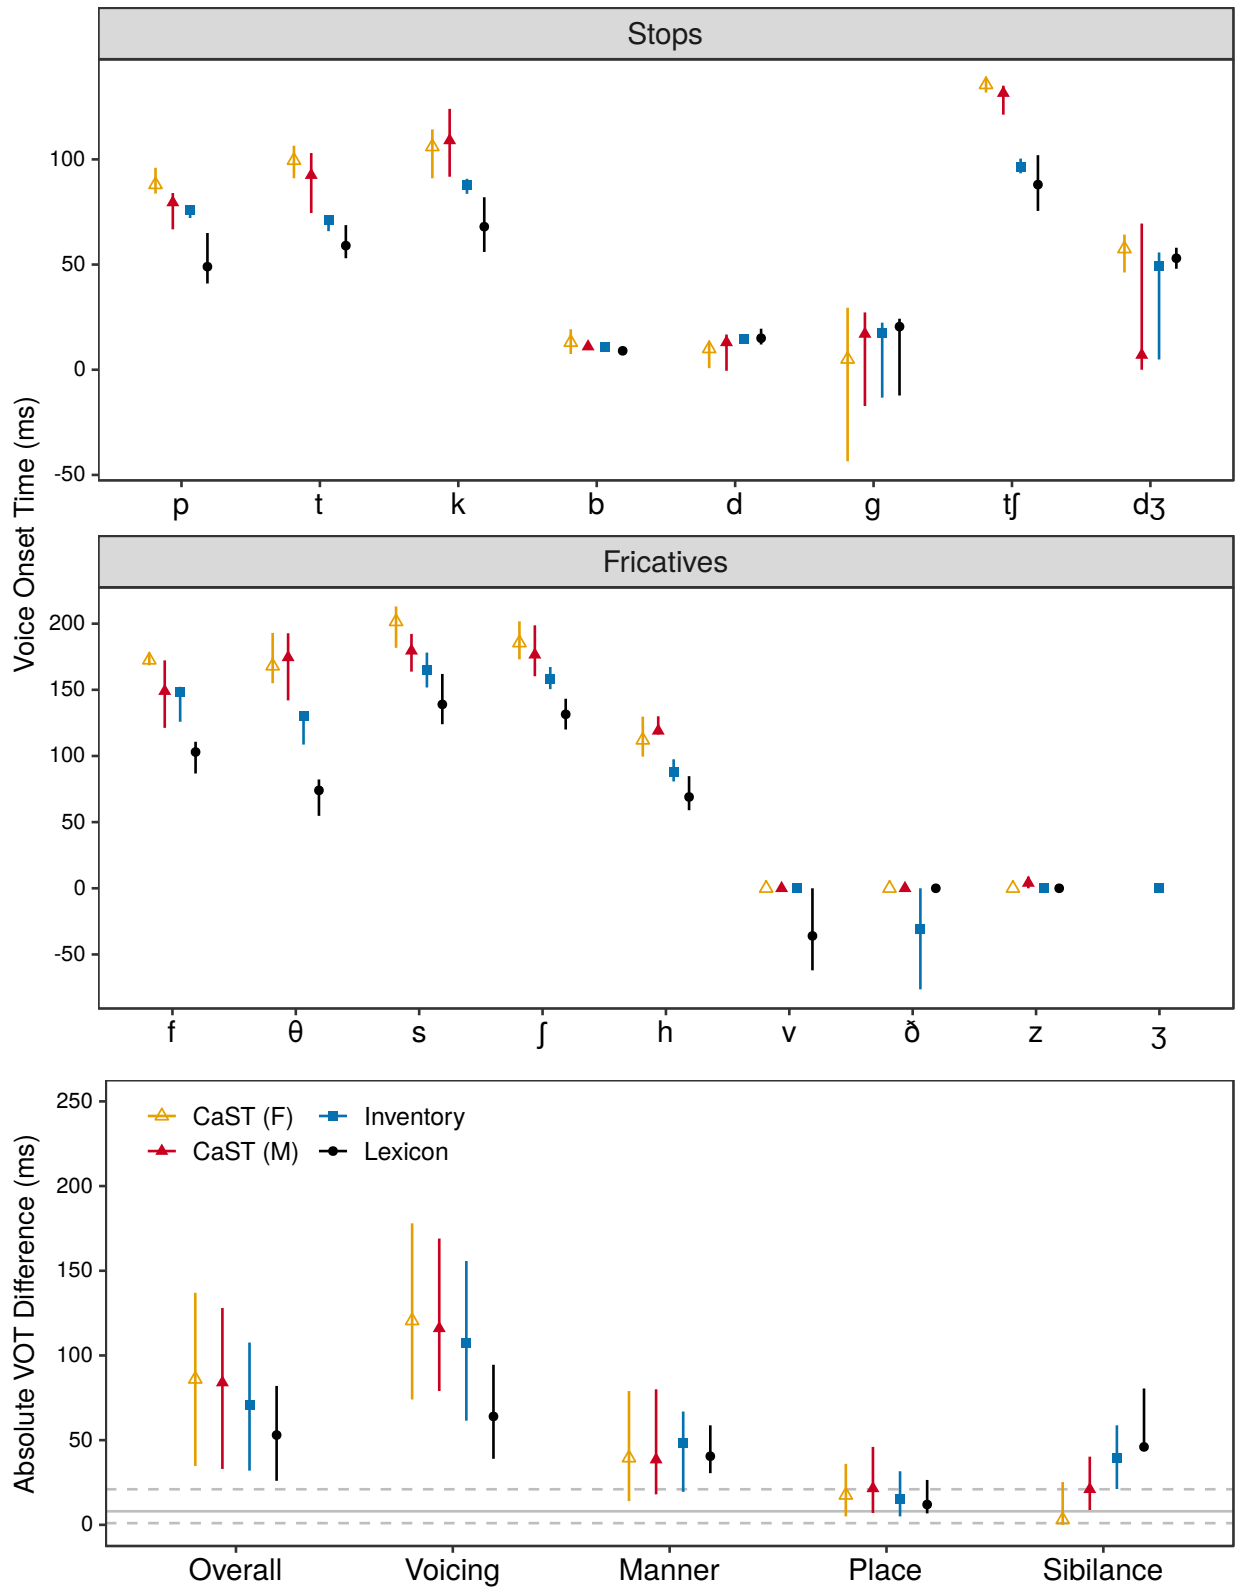 Stops
Voice Onset Time (ms)
100
50
0
-50
p t k b d g tʃ dʒ
Fricatives
200
150
100
50
0
-50
f θ s ʃ h v ð z ʒ
Absolute VOT Difference (ms)
250
200
150
100
50
0
CaST (F) Inventory
CaST (M) Lexicon
Overall Voicing Manner Place Sibilance